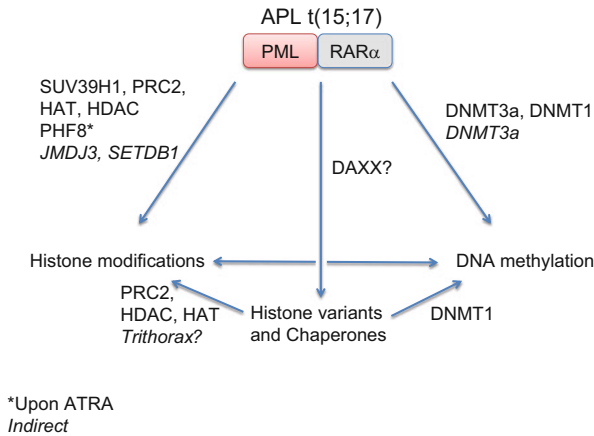 APL t(15;17)
PML RARα
SUV39H1, PRC2,
HAT, HDAC
PHF8*
JMDJ3, SETDB1
DNMT3a, DNMT1
DNMT3a
DAXX?
Histone modifications
DNA methylation
PRC2,
HDAC, HAT
Trithorax?
Histone variants
and Chaperones
DNMT1
*Upon ATRA
Indirect